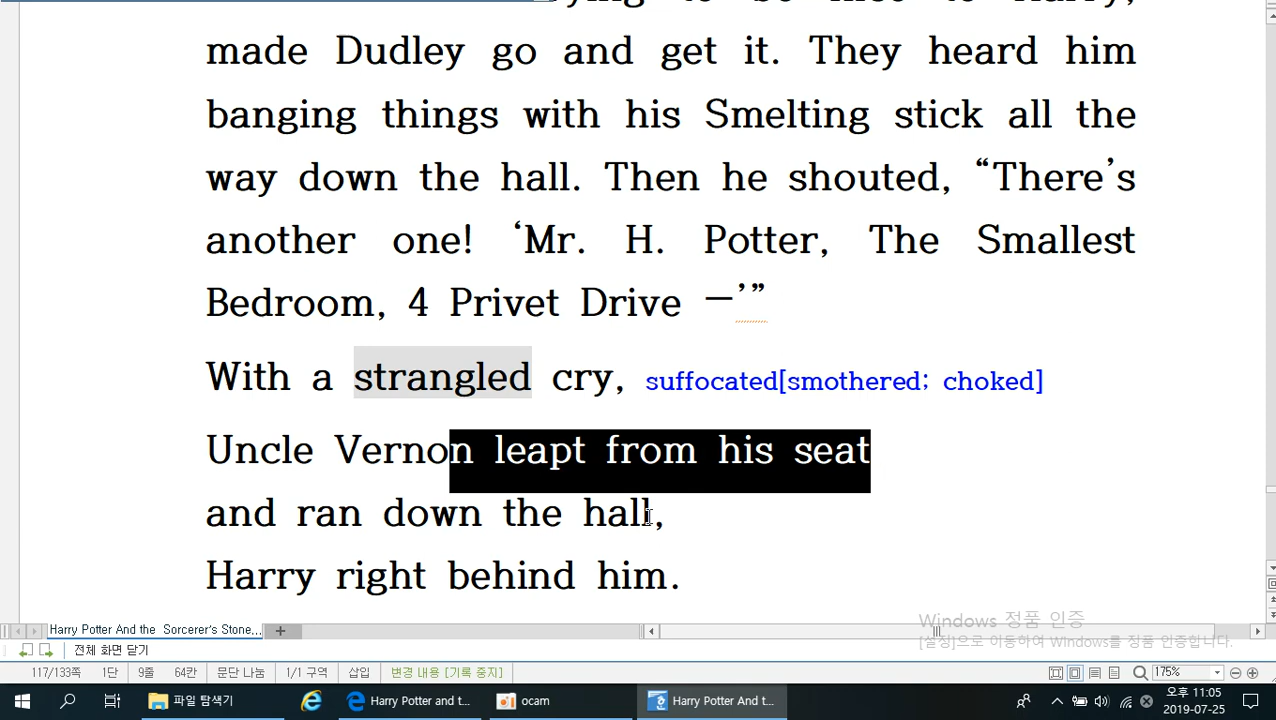 made Dudley go and get it. They heard him
banging things with his Smelting stick all the
way down the hall. Then he shouted, “There’s
another one! ‘Mr. H. Potter, The Smallest
Bedroom, 4 Privet Drive —’”
With a strangled cry, suffocated[smothered; choked]
Uncle Vernon leapt from his seat
and ran down the hall,
Harry right behind him.
Windows 정품 인증
[설정]으로 이동하여 Windows를 정품 인증합니다.
Harry Potter And the Sorcerer's Stone...
전체 화면 닫기
117/133쪽 1단 9줄 64칸 문단 나눔 1/1 구역 삽입 변경 내용 [기록 중지] 175%
파일 탐색기 Harry Potter and t... ocam Harry Potter And t... 오후 11:05
2019-07-25